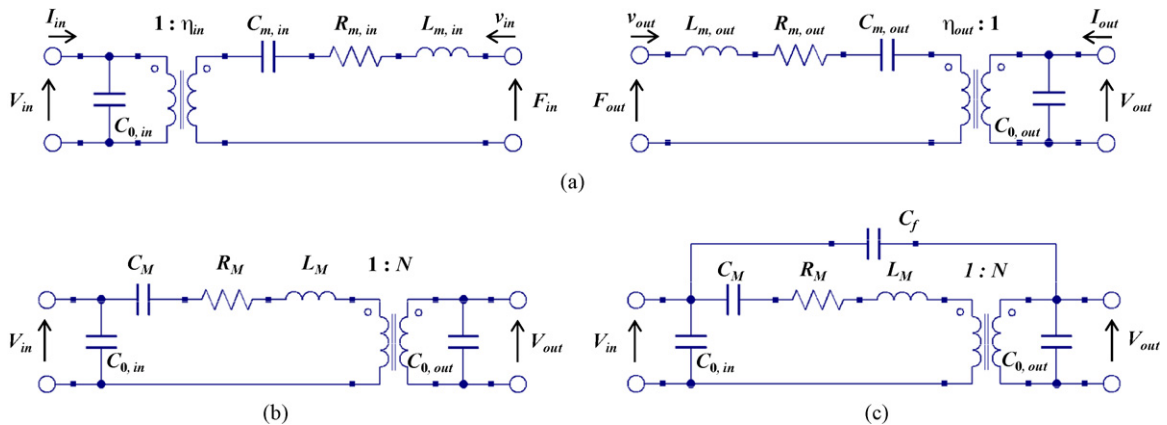 I_in 1 : η_in C_m, in R_m, in L_m, in v_in
V_in C_0, in F_in
v_out L_m, out R_m, out C_m, out η_out : 1 I_out
F_out C_0, out V_out
(a)
C_M R_M L_M 1 : N
V_in C_0, in C_0, out V_out
(b)
C_f
C_M R_M L_M 1 : N
V_in C_0, in C_0, out V_out
(c)